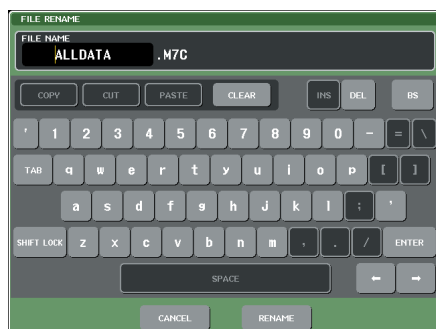 FILE RENAME
FILE NAME
ALLDATA .M7C
COPY CUT PASTE CLEAR INS DEL BS
' 1 2 3 4 5 6 7 8 9 0 - = \
TAB q w e r t y u i o p [ ]
a s d f g h j k l ; '
SHIFT LOCK z x c v b n m , . / ENTER
SPACE ← →
CANCEL RENAME